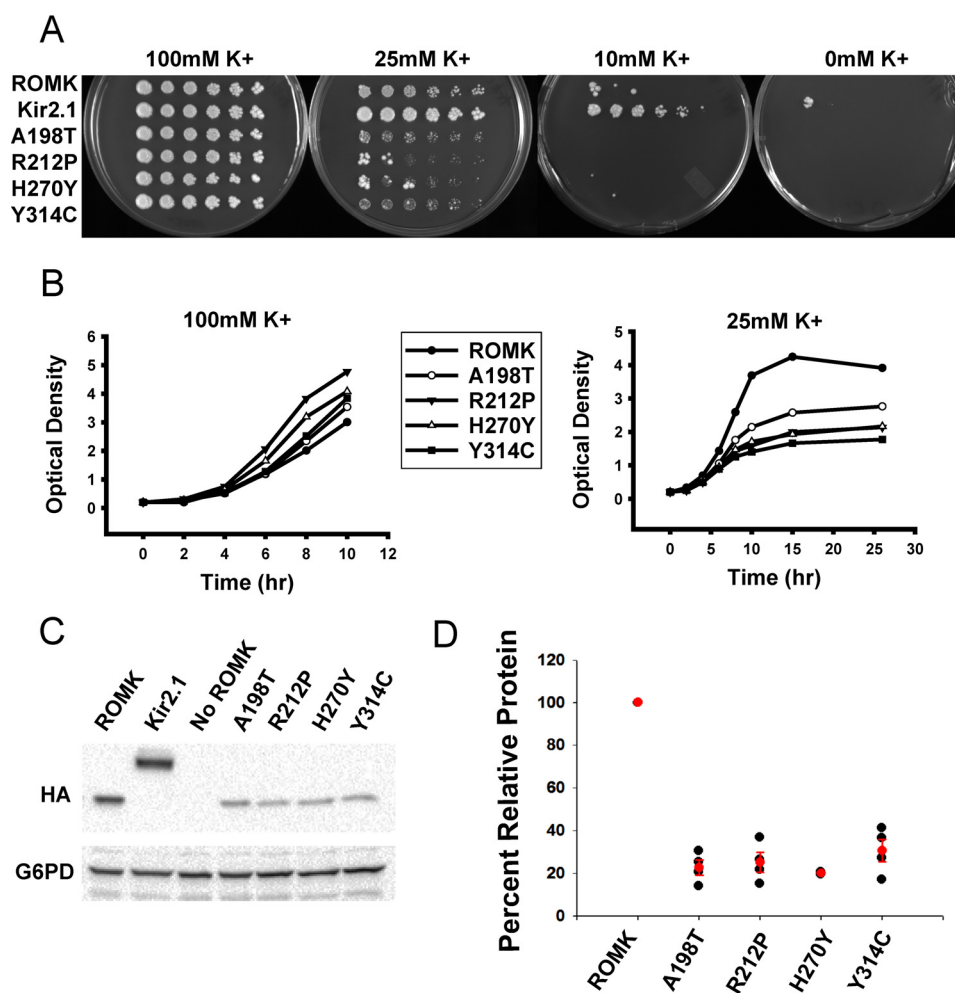 A
100mM K+
25mM K+
10mM K+
0mM K+
ROMK
Kir2.1
A198T
R212P
H270Y
Y314C
B
100mM K+
Optical Density
6
5
4
3
2
1
0
0 2 4 6 8 10 12
Time (hr)
ROMK
A198T
R212P
H270Y
Y314C
25mM K+
Optical Density
5
4
3
2
1
0
0 5 10 15 20 25 30
Time (hr)
C
ROMK
Kir2.1
No ROMK
A198T
R212P
H270Y
Y314C
HA
G6PD
D
Percent Relative Protein
120
100
80
60
40
20
0
ROMK
A198T
R212P
H270Y
Y314C